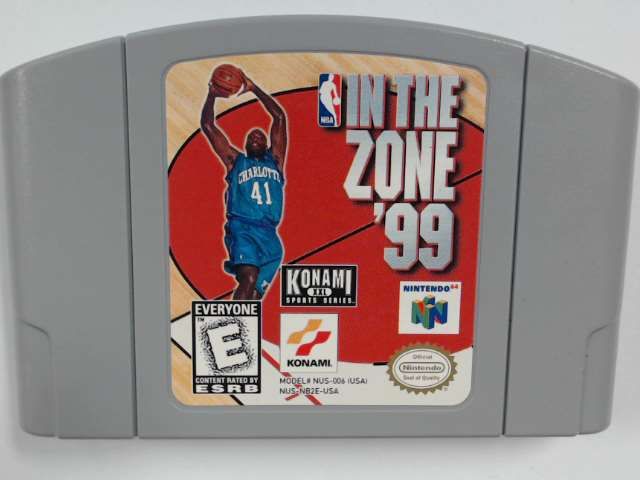 NBA
IN THE
ZONE
'99
CHARLOTTE
41
KONAMI
XXL
SPORTS SERIES
NINTENDO 64
N
EVERYONE
TM
E
CONTENT RATED BY
ESRB
KONAMI
Official
Nintendo
Seal of Quality
MODEL# NUS-006 (USA)
NUS-NB2E-USA